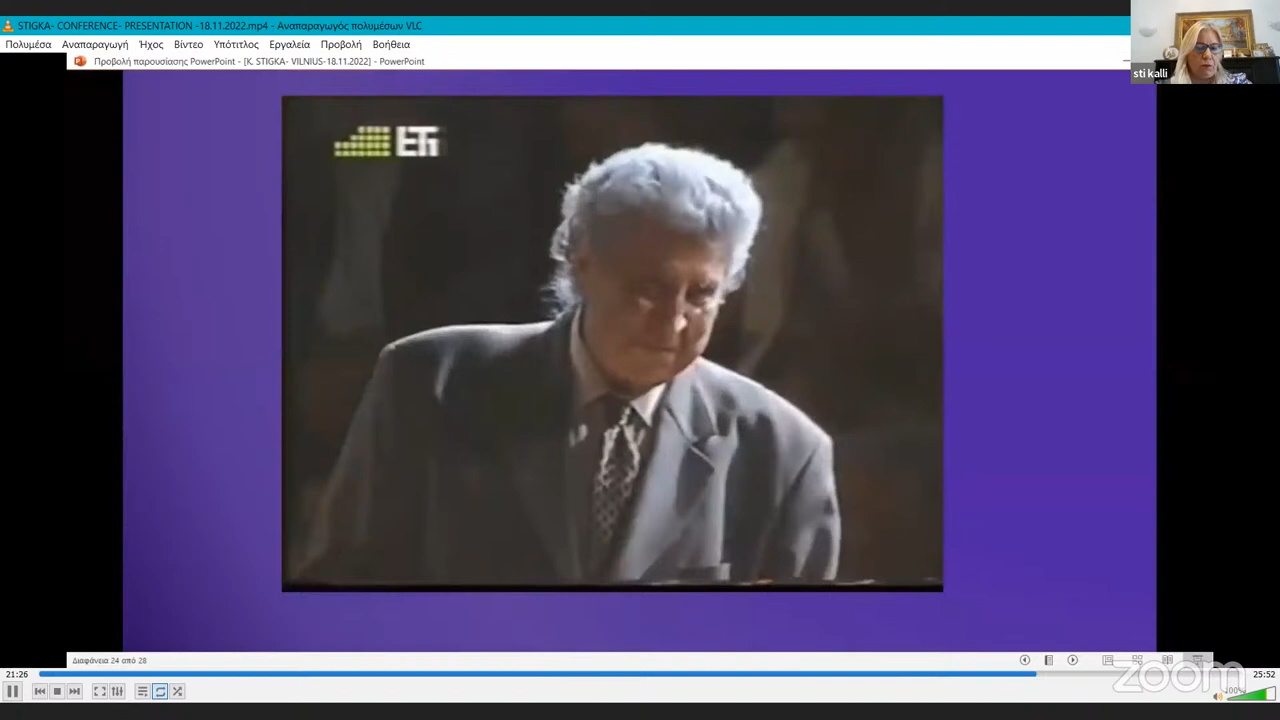 STIGKA- CONFERENCE- PRESENTATION -18.11.2022.mp4 - Αναπαραγωγός πολυμέσων VLC
Πολυμέσα Αναπαραγωγή Ήχος Βίντεο Υπότιτλος Εργαλεία Προβολή Βοήθεια
Προβολή παρουσίασης PowerPoint - [K. STIGKA- VILNIUS-18.11.2022] - PowerPoint
sti kalli
ET1
Διαφάνεια 24 από 28
21:26
25:52
zoom
100%